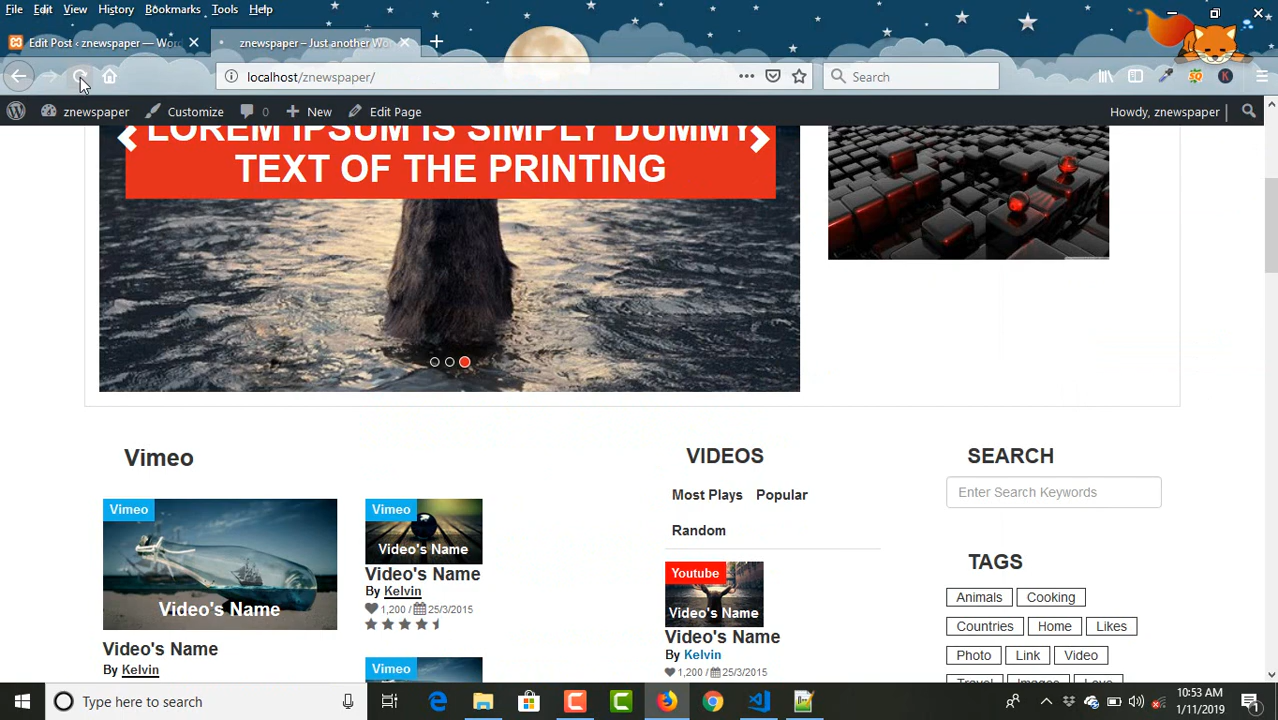 File Edit View History Bookmarks Tools Help
Edit Post ‹ znewspaper — Wor
znewspaper – Just another Wo
localhost/znewspaper/
Search
znewspaper Customize 0 New Edit Page Howdy, znewspaper
LOREM IPSUM IS SIMPLY DUMMY
TEXT OF THE PRINTING
Vimeo
Vimeo
Video's Name
Video's Name
By Kelvin
Vimeo
Video's Name
Video's Name
By Kelvin
1,200 / 25/3/2015
Vimeo
VIDEOS
Most Plays Popular
Random
Youtube
Video's Name
Video's Name
By Kelvin
1,200 / 25/3/2015
SEARCH
Enter Search Keywords
TAGS
Animals Cooking
Countries Home Likes
Photo Link Video
Travel Images Love
Type here to search
10:53 AM
1/11/2019